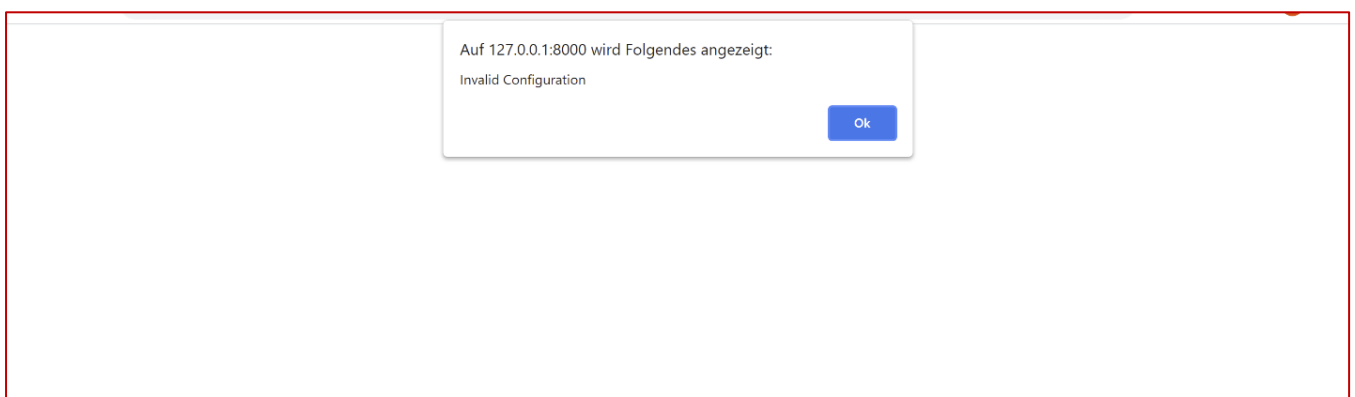 Auf 127.0.0.1:8000 wird Folgendes angezeigt:
Invalid Configuration
Ok